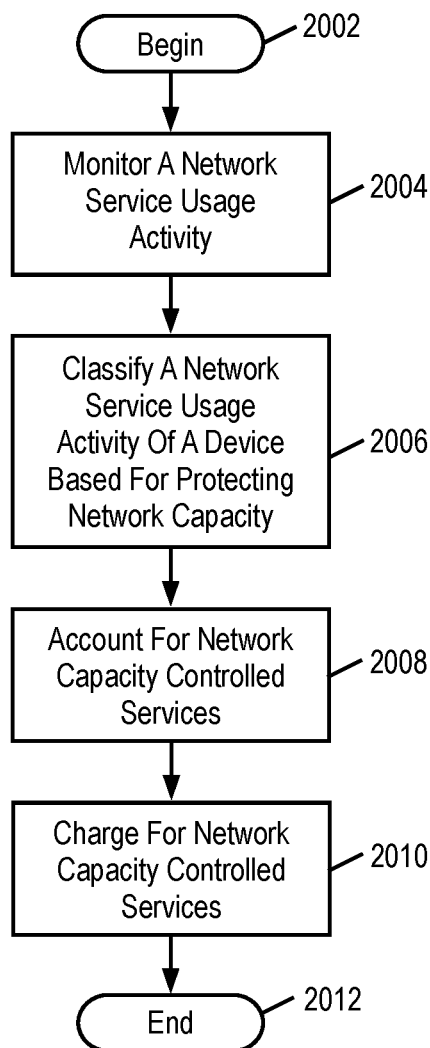 Begin
2002
Monitor A Network
Service Usage
Activity
2004
Classify A Network
Service Usage
Activity Of A Device
Based For Protecting
Network Capacity
2006
Account For Network
Capacity Controlled
Services
2008
Charge For Network
Capacity Controlled
Services
2010
End
2012